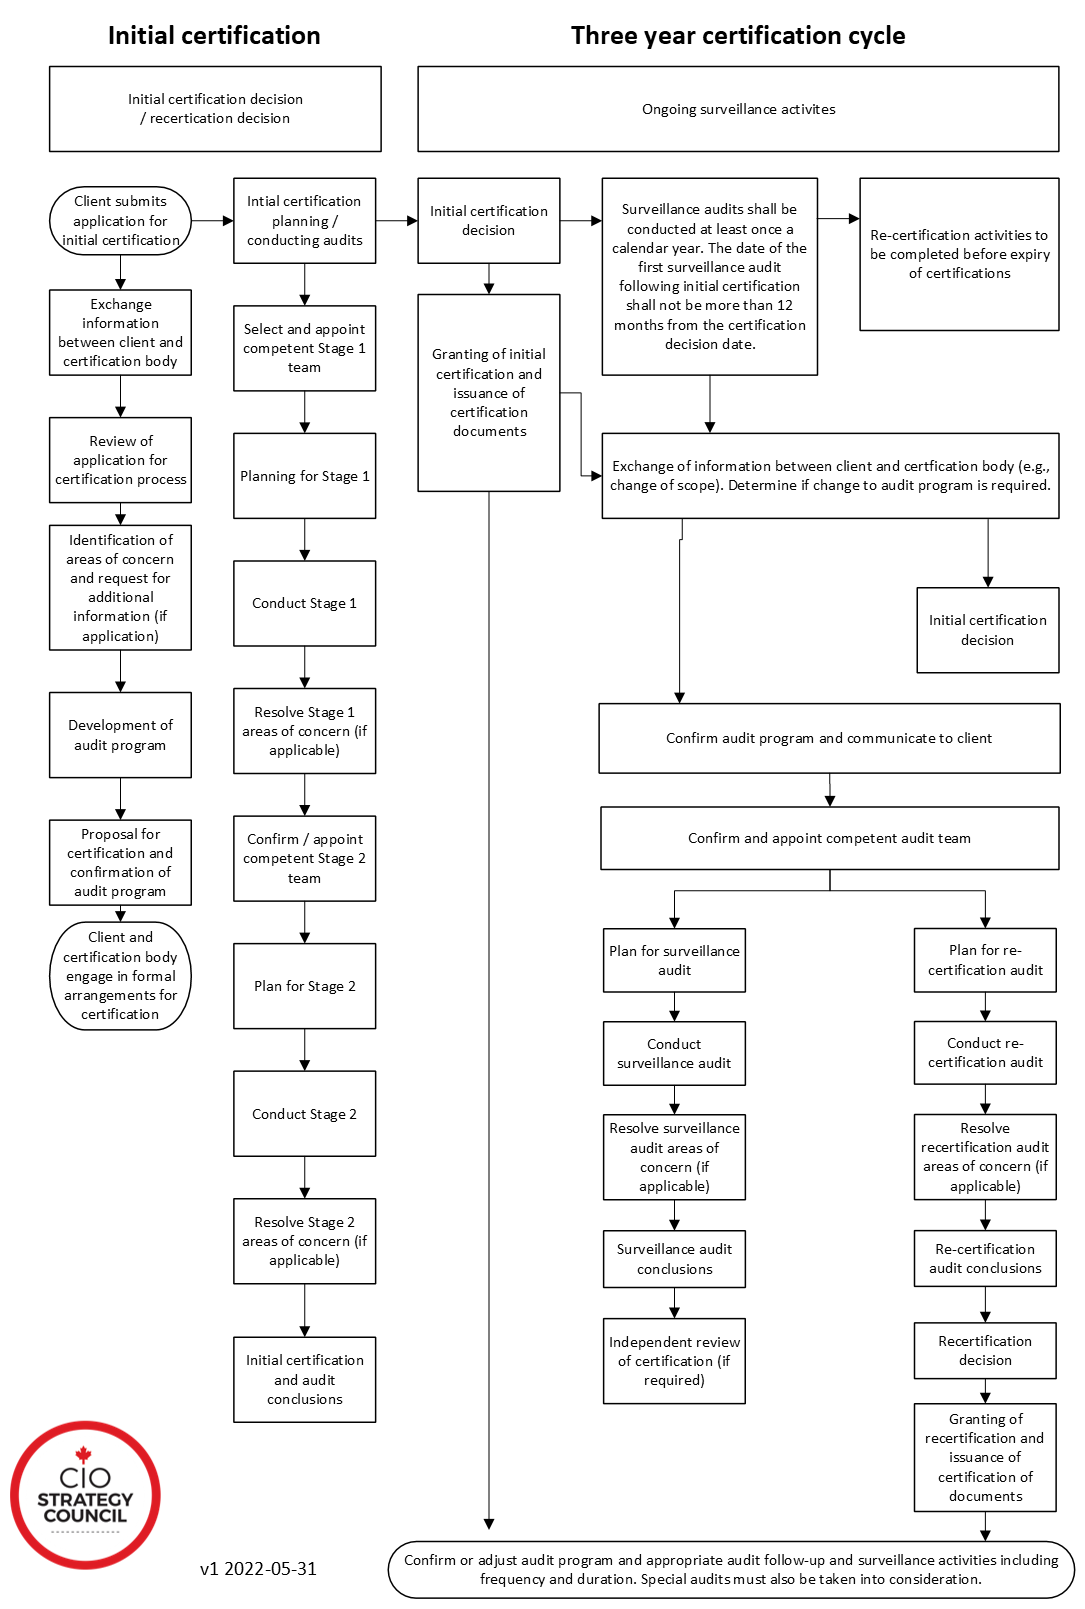 Initial certification
Three year certification cycle
Initial certification decision
/ recertication decision
Ongoing surveillance activites
Client submits
application for
initial certification
Exchange
information
between client and
certification body
Review of
application for
certification process
Identification of
areas of concern
and request for
additional
information (if
application)
Development of
audit program
Proposal for
certification and
confirmation of
audit program
Client and
certification body
engage in formal
arrangements for
certification
Intial certification
planning /
conducting audits
Select and appoint
competent Stage 1
team
Planning for Stage 1
Conduct Stage 1
Resolve Stage 1
areas of concern (if
applicable)
Confirm / appoint
competent Stage 2
team
Plan for Stage 2
Conduct Stage 2
Resolve Stage 2
areas of concern (if
applicable)
Initial certification
and audit
conclusions
Initial certification
decision
Granting of initial
certification and
issuance of
certification
documents
Surveillance audits shall be
conducted at least once a
calendar year. The date of the
first surveillance audit
following initial certification
shall not be more than 12
months from the certification
decision date.
Re-certification activities to
be completed before expiry
of certifications
Exchange of information between client and certfication body (e.g.,
change of scope). Determine if change to audit program is required.
Initial certification
decision
Confirm audit program and communicate to client
Confirm and appoint competent audit team
Plan for surveillance
audit
Conduct
surveillance audit
Resolve surveillance
audit areas of
concern (if
applicable)
Surveillance audit
conclusions
Independent review
of certification (if
required)
Plan for re-
certification audit
Conduct re-
certification audit
Resolve
recertification audit
areas of concern (if
applicable)
Re-certification
audit conclusions
Recertification
decision
Granting of
recertification and
issuance of
certification of
documents
Confirm or adjust audit program and appropriate audit follow-up and surveillance activities including
frequency and duration. Special audits must also be taken into consideration.
CIO
STRATEGY
COUNCIL
v1 2022-05-31